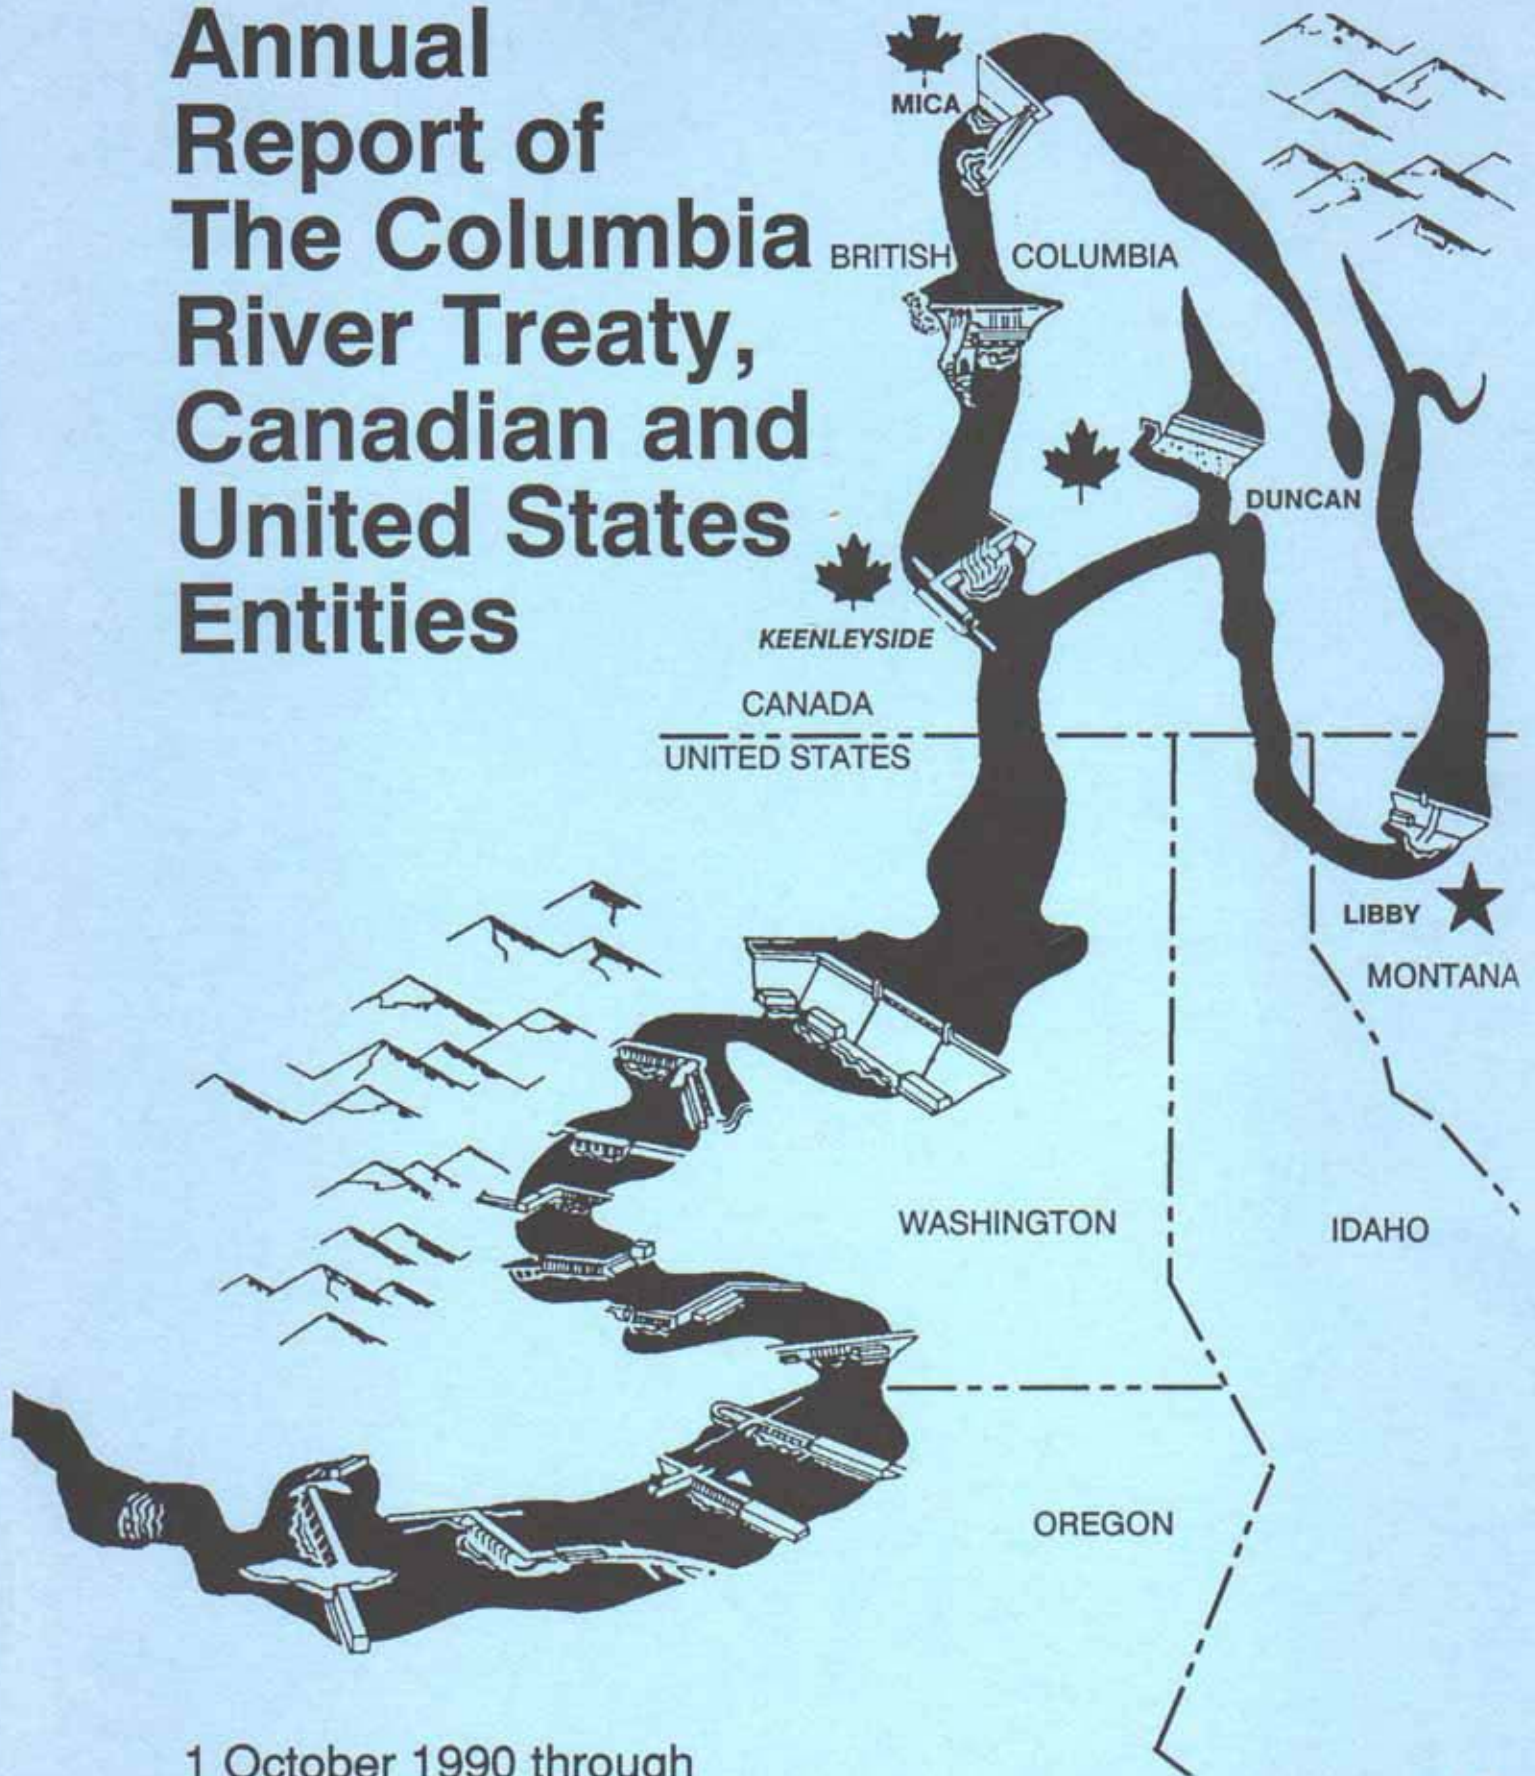 Annual
Report of
The Columbia
River Treaty,
Canadian and
United States
Entities
MICA
BRITISH COLUMBIA
DUNCAN
KEENLEYSIDE
CANADA
UNITED STATES
LIBBY
MONTANA
WASHINGTON
IDAHO
OREGON
1 October 1990 through